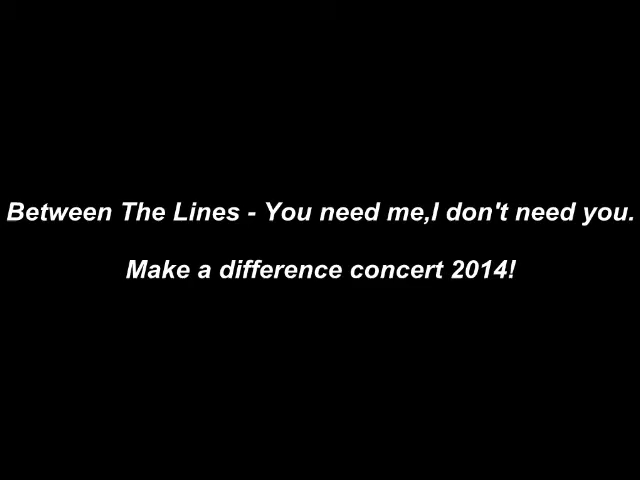 Between The Lines - You need me,I don't need you.
Make a difference concert 2014!